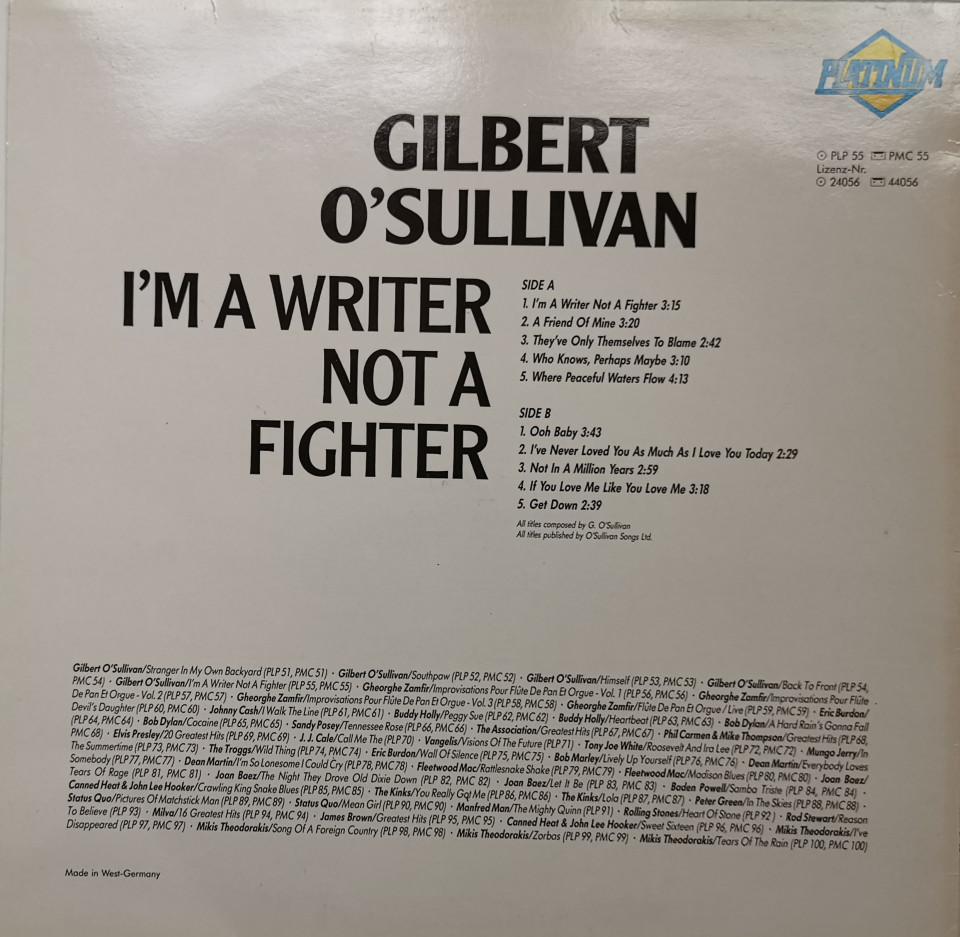 PLATINUM
GILBERT
O'SULLIVAN
PLP 55 PMC 55
Lizenz-Nr.
24056 44056
I'M A WRITER
NOT A
FIGHTER
SIDE A
1. I'm A Writer Not A Fighter 3:15
2. A Friend Of Mine 3:20
3. They've Only Themselves To Blame 2:42
4. Who Knows, Perhaps Maybe 3:10
5. Where Peaceful Waters Flow 4:13
SIDE B
1. Ooh Baby 3:43
2. I've Never Loved You As Much As I Love You Today 2:29
3. Not In A Million Years 2:59
4. If You Love Me Like You Love Me 3:18
5. Get Down 2:39
All titles composed by G. O'Sullivan
All titles published by O'Sullivan Songs Ltd.
Gilbert O'Sullivan/Stranger In My Own Backyard (PLP 51, PMC 51) · Gilbert O'Sullivan/Southpaw (PLP 52, PMC 52) · Gilbert O'Sullivan/Himself (PLP 53, PMC 53) · Gilbert O'Sullivan/Back To Front (PLP 54,
PMC 54) · Gilbert O'Sullivan/I'm A Writer Not A Fighter (PLP 55, PMC 55) · Gheorghe Zamfir/Improvisations Pour Flûte De Pan Et Orgue - Vol. 1 (PLP 56, PMC 56) · Gheorghe Zamfir/Improvisations Pour Flûte
De Pan Et Orgue - Vol. 2 (PLP 57, PMC 57) · Gheorghe Zamfir/Improvisations Pour Flûte De Pan Et Orgue - Vol. 3 (PLP 58, PMC 58) · Gheorghe Zamfir/Flûte De Pan Et Orgue / Live (PLP 59, PMC 59) · Eric Burdon/
Devil's Daughter (PLP 60, PMC 60) · Johnny Cash/I Walk The Line (PLP 61, PMC 61) · Buddy Holly/Peggy Sue (PLP 62, PMC 62) · Buddy Holly/Heartbeat (PLP 63, PMC 63) · Bob Dylan/A Hard Rain's Gonna Fall
(PLP 64, PMC 64) · Bob Dylan/Cocaine (PLP 65, PMC 65) · Sandy Posey/Tennessee Rose (PLP 66, PMC 66) · The Association/Greatest Hits (PLP 67, PMC 67) · Phil Carmen & Mike Thompson/Greatest Hits (PLP 68,
PMC 68) · Elvis Presley/20 Greatest Hits (PLP 69, PMC 69) · J. J. Cale/Call Me The (PLP 70) · Vangelis/Visions Of The Future (PLP 71) · Tony Joe White/Roosevelt And Ira Lee (PLP 72, PMC 72) · Mungo Jerry/In
The Summertime (PLP 73, PMC 73) · The Troggs/Wild Thing (PLP 74, PMC 74) · Eric Burdon/Wall Of Silence (PLP 75, PMC 75) · Bob Marley/Lively Up Yourself (PLP 76, PMC 76) · Dean Martin/Everybody Loves
Somebody (PLP 77, PMC 77) · Dean Martin/I'm So Lonesome I Could Cry (PLP 78, PMC 78) · Fleetwood Mac/Rattlesnake Shake (PLP 79, PMC 79) · Fleetwood Mac/Madison Blues (PLP 80, PMC 80) · Joan Baez/
Tears Of Rage (PLP 81, PMC 81) · Joan Baez/The Night They Drove Old Dixie Down (PLP 82, PMC 82) · Joan Baez/Let It Be (PLP 83, PMC 83) · Baden Powell/Samba Triste (PLP 84, PMC 84) ·
Canned Heat & John Lee Hooker/Crawling King Snake Blues (PLP 85, PMC 85) · The Kinks/You Really Got Me (PLP 86, PMC 86) · The Kinks/Lola (PLP 87, PMC 87) · Peter Green/In The Skies (PLP 88, PMC 88) ·
Status Quo/Pictures Of Matchstick Man (PLP 89, PMC 89) · Status Quo/Mean Girl (PLP 90, PMC 90) · Manfred Man/The Mighty Quinn (PLP 91) · Rolling Stones/Heart Of Stone (PLP 92) · Rod Stewart/Reason
To Believe (PLP 93) · Milva/16 Greatest Hits (PLP 94, PMC 94) · James Brown/Greatest Hits (PLP 95, PMC 95) · Canned Heat & John Lee Hooker/Sweet Sixteen (PLP 96, PMC 96) · Mikis Theodorakis/I've
Disappeared (PLP 97, PMC 97) · Mikis Theodorakis/Song Of A Foreign Country (PLP 98, PMC 98) · Mikis Theodorakis/Zorbas (PLP 99, PMC 99) · Mikis Theodorakis/Tears Of The Rain (PLP 100, PMC 100)
Made in West-Germany